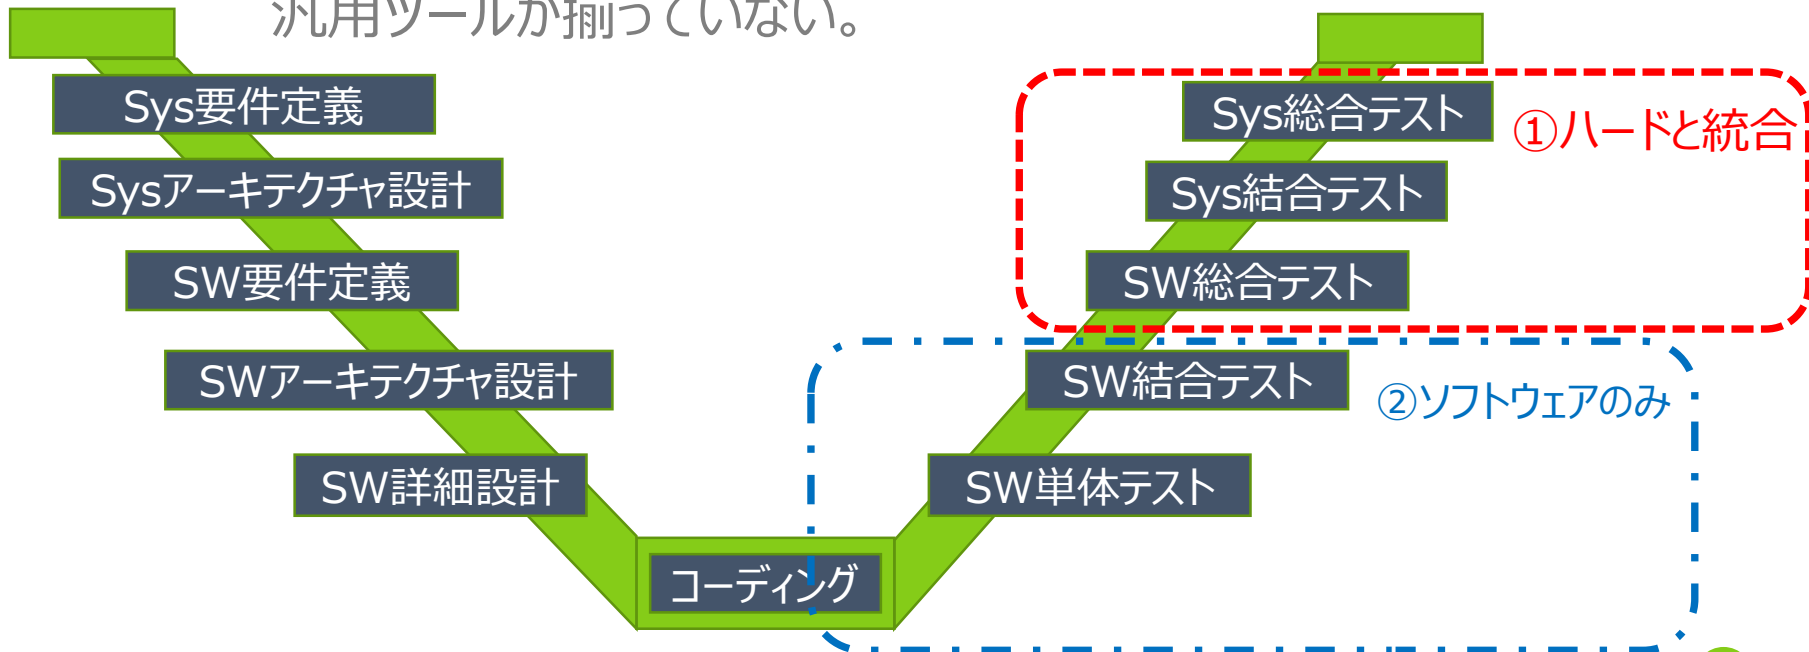 汎用ツールが揃っていない。
Sys要件定義
Sysアーキテクチャ設計
SW要件定義
SWアーキテクチャ設計
SW詳細設計
コーディング
Sys総合テスト
①ハードと統合
Sys結合テスト
SW総合テスト
SW結合テスト
②ソフトウェアのみ
SW単体テスト